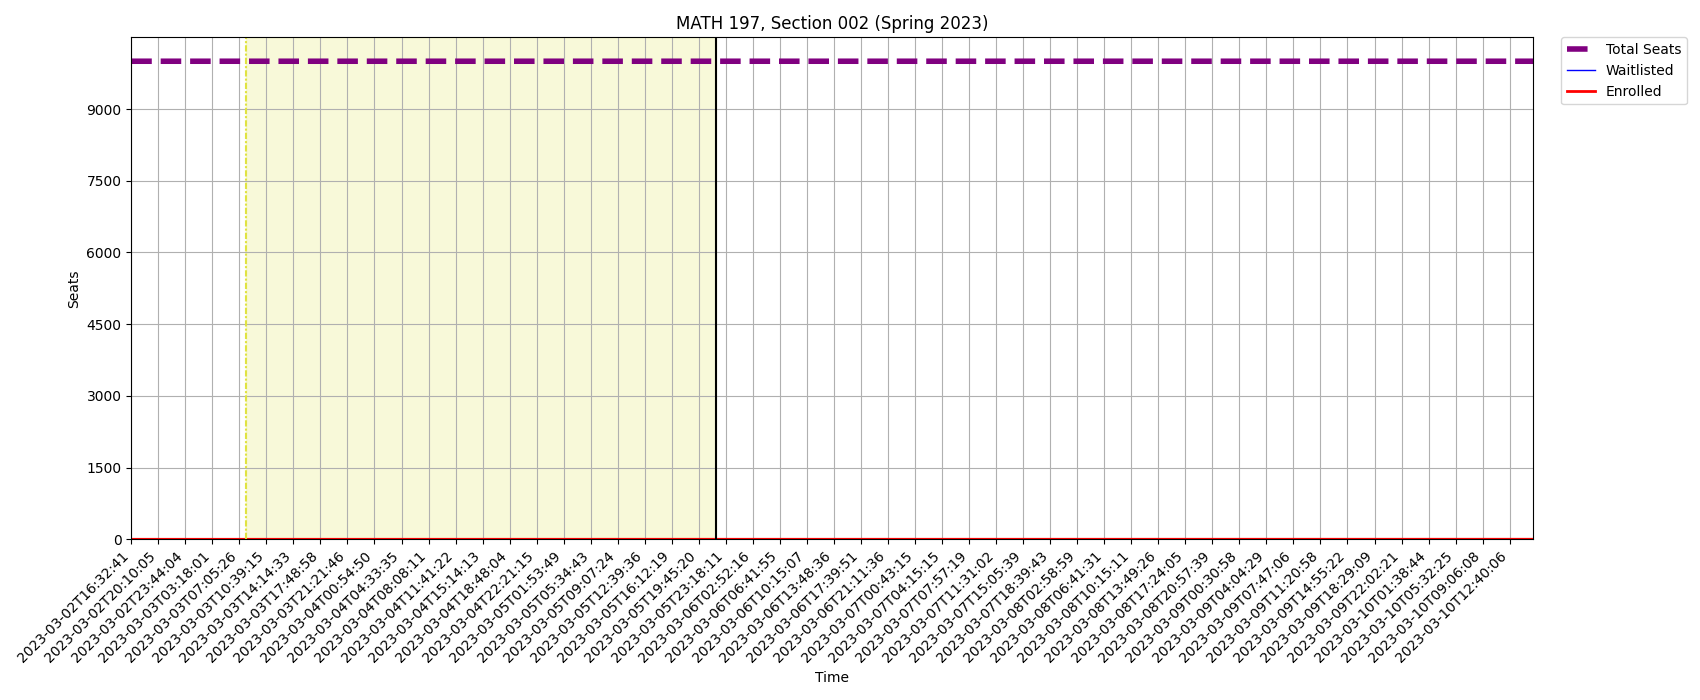 MATH 197, Section 002 (Spring 2023)
Total Seats
Waitlisted
Enrolled
Seats
9000
7500
6000
4500
3000
1500
0
2023-03-02T16:32:41
2023-03-02T20:10:05
2023-03-02T23:44:04
2023-03-03T03:18:01
2023-03-03T07:05:26
2023-03-03T10:39:15
2023-03-03T14:14:33
2023-03-03T17:48:58
2023-03-03T21:21:46
2023-03-04T00:54:50
2023-03-04T04:33:35
2023-03-04T08:08:11
2023-03-04T11:41:22
2023-03-04T15:14:13
2023-03-04T18:48:04
2023-03-04T22:21:15
2023-03-05T01:53:49
2023-03-05T05:34:43
2023-03-05T09:07:24
2023-03-05T12:39:36
2023-03-05T16:12:19
2023-03-05T19:45:20
2023-03-05T23:18:11
2023-03-06T02:52:16
2023-03-06T06:41:55
2023-03-06T10:15:07
2023-03-06T13:48:36
2023-03-06T17:39:51
2023-03-06T21:11:36
2023-03-07T00:43:15
2023-03-07T04:15:15
2023-03-07T07:57:19
2023-03-07T11:31:02
2023-03-07T15:05:39
2023-03-07T18:39:43
2023-03-08T02:58:59
2023-03-08T06:41:31
2023-03-08T10:15:11
2023-03-08T13:49:26
2023-03-08T17:24:05
2023-03-08T20:57:39
2023-03-09T00:30:58
2023-03-09T04:04:29
2023-03-09T07:47:06
2023-03-09T11:20:58
2023-03-09T14:55:22
2023-03-09T18:29:09
2023-03-09T22:02:21
2023-03-10T01:38:44
2023-03-10T05:32:25
2023-03-10T09:06:08
2023-03-10T12:40:06
Time